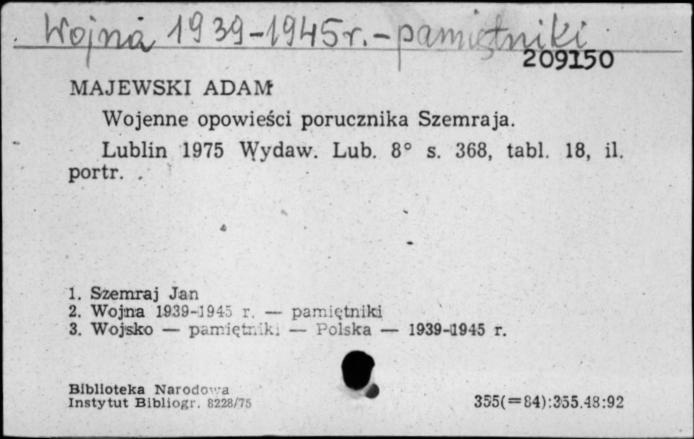 Wojna 1939-1945r.-pamiętniki
209150
MAJEWSKI ADAM
Wojenne opowieści porucznika Szemraja.
Lublin 1975 Wydaw. Lub. 8° s. 368, tabl. 18, il.
portr.
1. Szemraj Jan
2. Wojna 1939-1945 r. — pamiętniki
3. Wojsko — pamiętniki — Polska — 1939-1945 r.
Biblioteka Narodowa
Instytut Bibliogr. 8228/75
355(=84):355.48:92